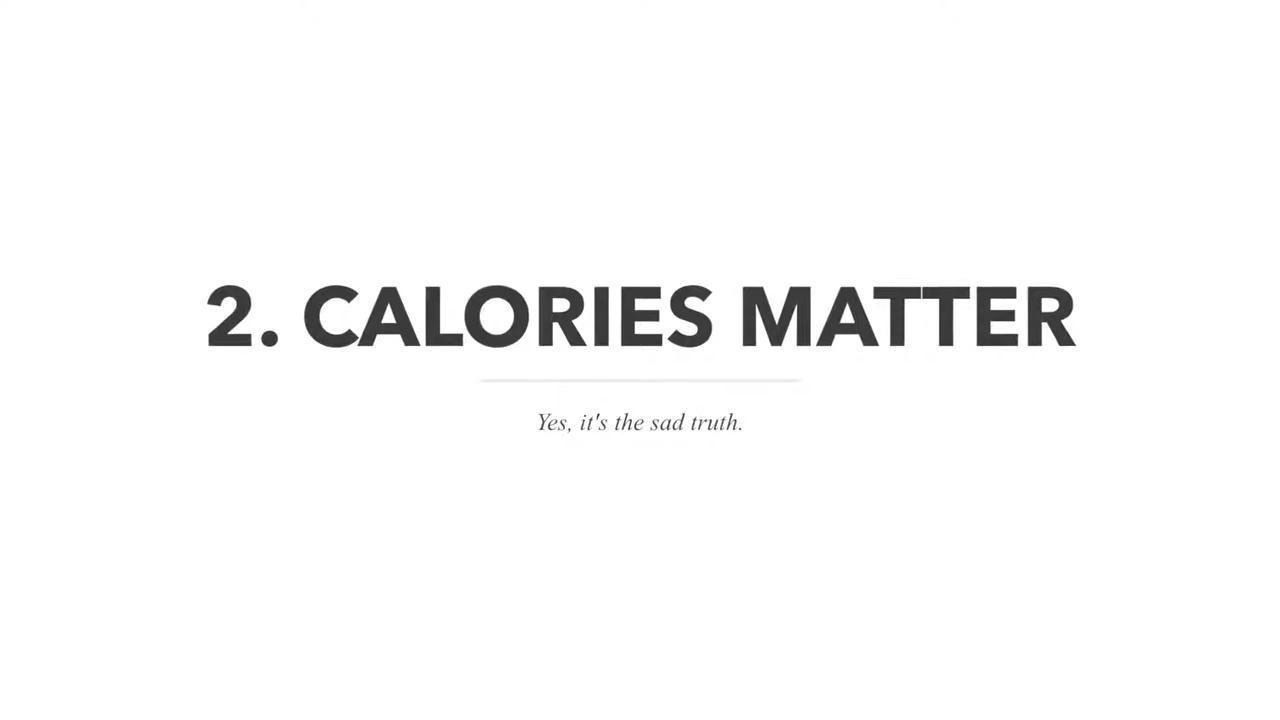 2. CALORIES MATTER
Yes, it's the sad truth.